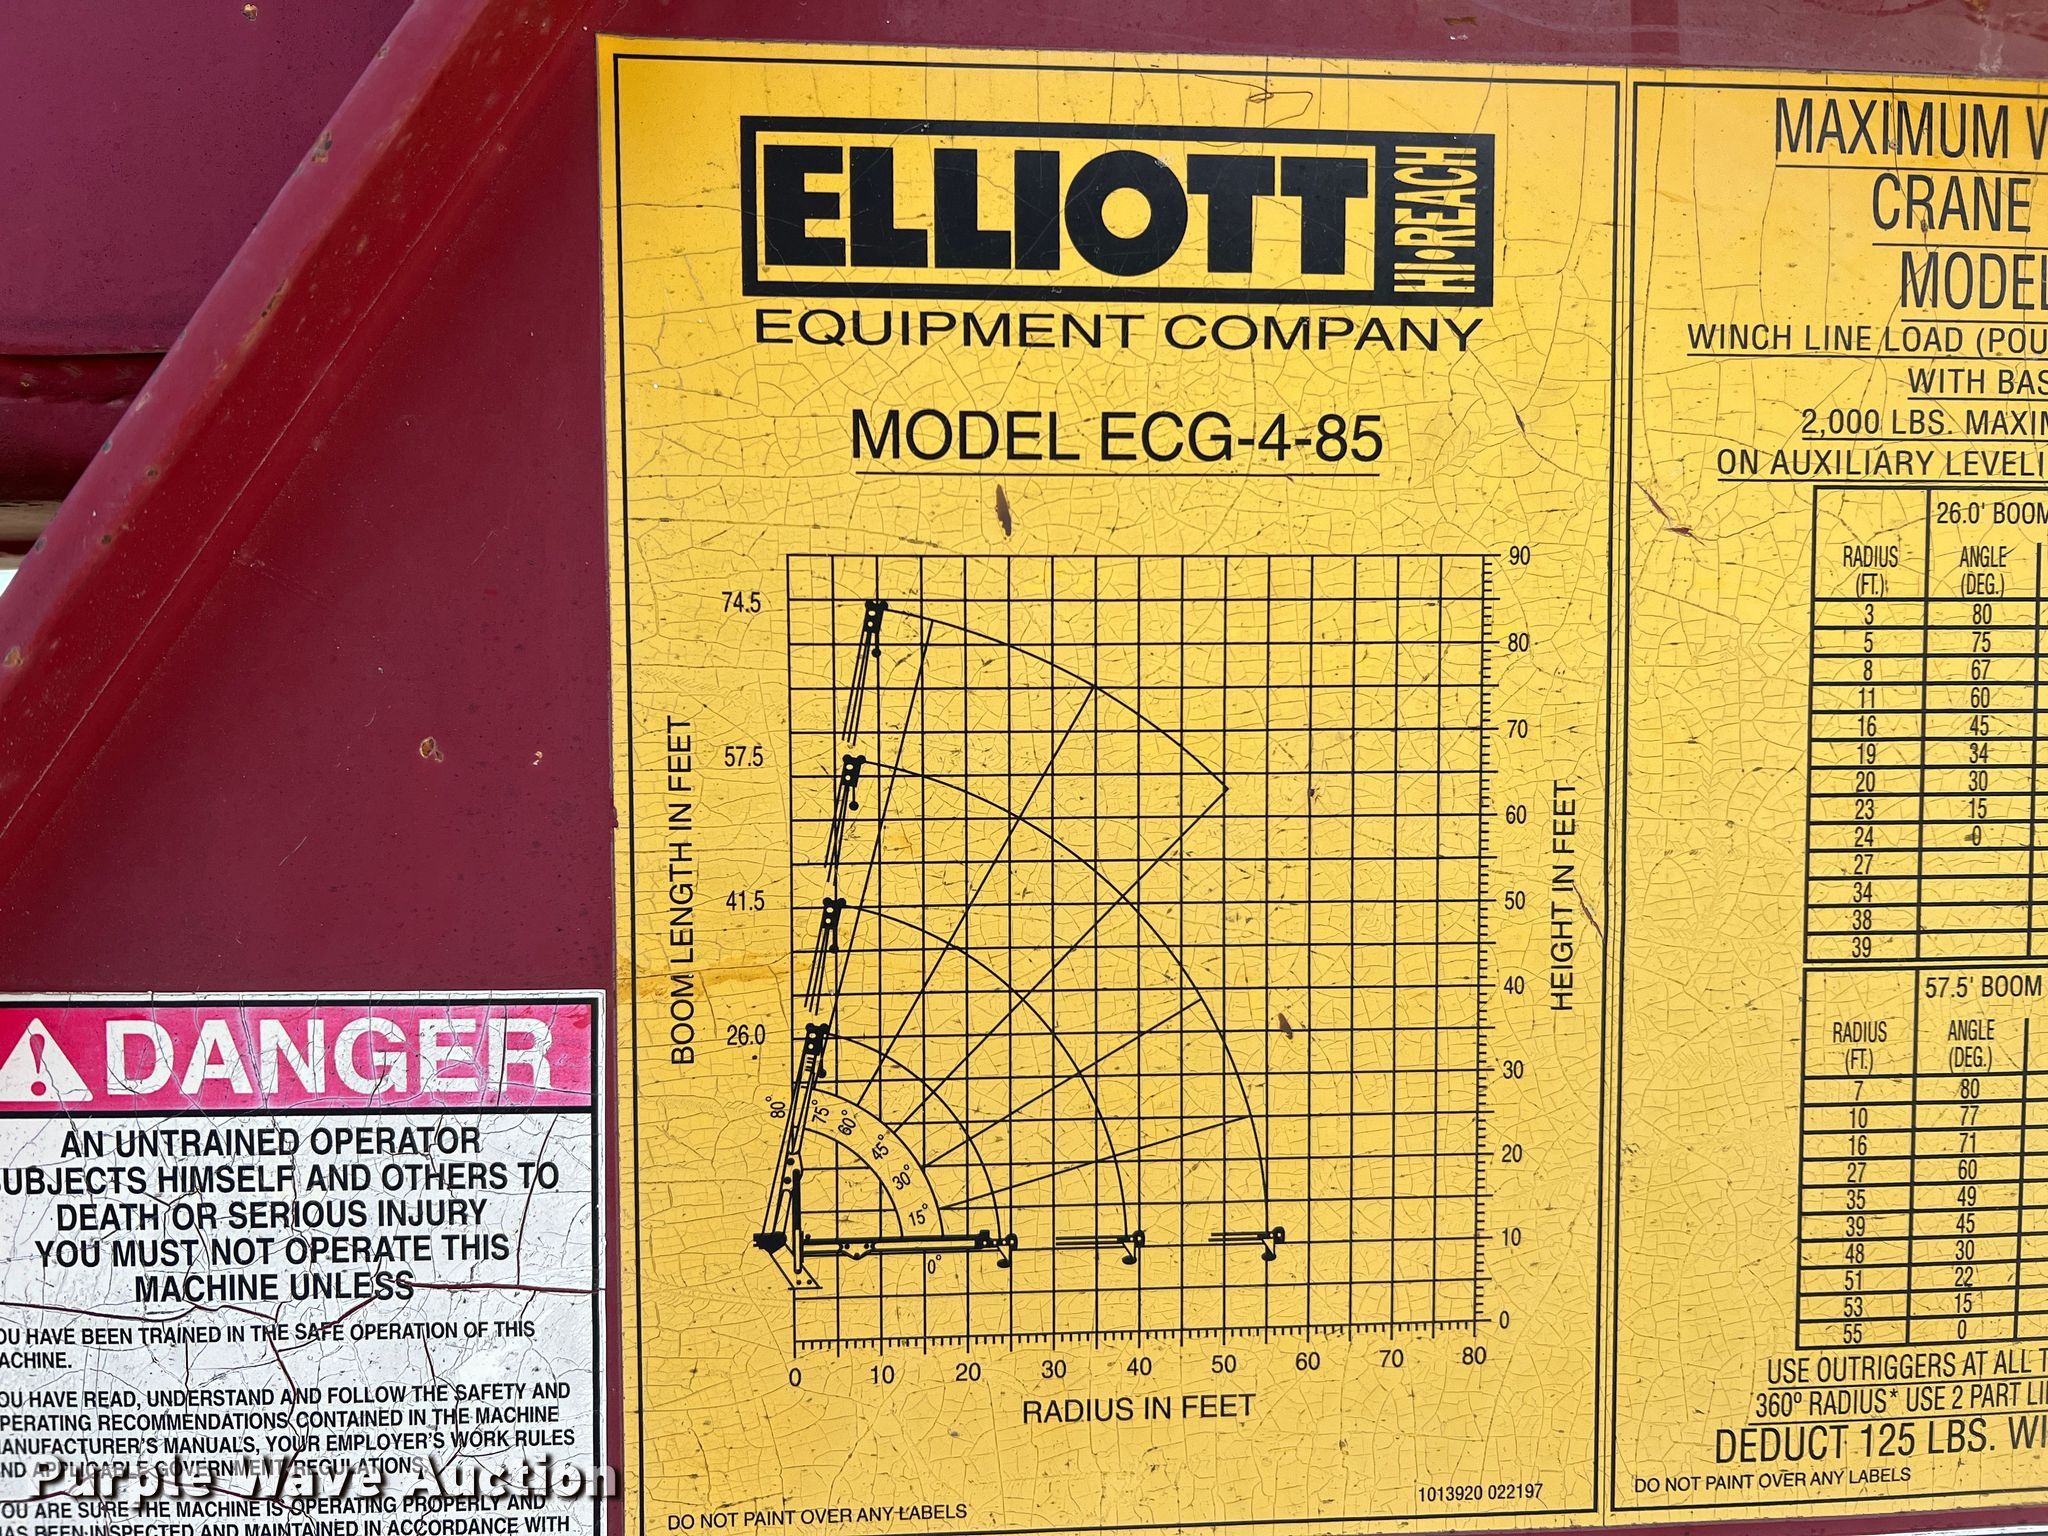 ELLIOTT
HI-REACH
EQUIPMENT COMPANY
MODEL ECG-4-85
BOOM LENGTH IN FEET
74.5
57.5
41.5
26.0
80°
75°
60°
45°
30°
15°
0°
90
80
70
60
50
40
30
20
10
0
HEIGHT IN FEET
0 10 20 30 40 50 60 70 80
RADIUS IN FEET
1013920 022197
DO NOT PAINT OVER ANY LABELS
MAXIMUM
CRANE
MODEL
WINCH LINE LOAD
WITH
2,000 LBS.
ON AUXILIARY
26.0' BOOM
RADIUS ANGLE
(FT.) (DEG.)
3 80
5 75
8 67
11 60
16 45
19 34
20 30
23 15
24 0
27
34
38
39
57.5' BOOM
RADIUS ANGLE
(FT.) (DEG.)
7 80
10 77
16 71
27 60
35 49
39 45
48 30
51 22
53 15
55 0
USE OUTRIGGERS AT ALL
360º RADIUS* USE 2 PART
DEDUCT 125 LBS.
DO NOT PAINT OVER ANY LABELS
DANGER
AN UNTRAINED OPERATOR
SUBJECTS HIMSELF AND OTHERS TO
DEATH OR SERIOUS INJURY
YOU MUST NOT OPERATE THIS
MACHINE UNLESS
YOU HAVE BEEN TRAINED IN THE SAFE OPERATION OF THIS
MACHINE.
YOU HAVE READ, UNDERSTAND AND FOLLOW THE SAFETY AND
OPERATING RECOMMENDATIONS CONTAINED IN THE MACHINE
MANUFACTURER'S MANUALS, YOUR EMPLOYER'S WORK RULES
AND APPLICABLE GOVERNMENT REGULATIONS
YOU ARE SURE THE MACHINE IS OPERATING PROPERLY AND
HAS BEEN INSPECTED AND MAINTAINED IN ACCORDANCE WITH
Purple Wave Auction